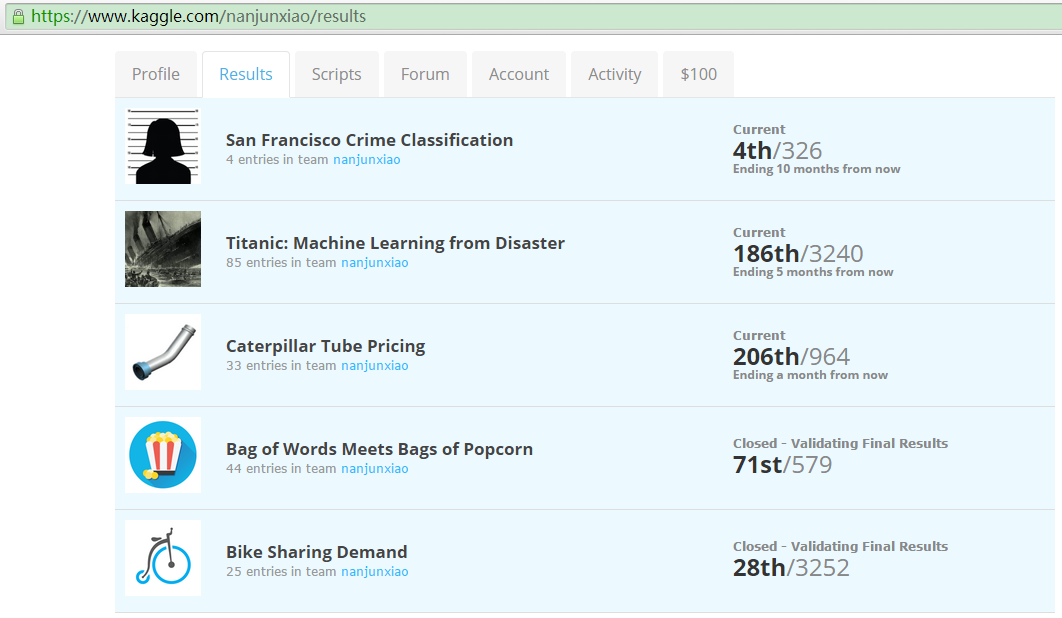 https://www.kaggle.com/nanjunxiao/results
Profile Results Scripts Forum Account Activity $100
San Francisco Crime Classification
4 entries in team nanjunxiao
Current
4th/326
Ending 10 months from now
Titanic: Machine Learning from Disaster
85 entries in team nanjunxiao
Current
186th/3240
Ending 5 months from now
Caterpillar Tube Pricing
33 entries in team nanjunxiao
Current
206th/964
Ending a month from now
Bag of Words Meets Bags of Popcorn
44 entries in team nanjunxiao
Closed - Validating Final Results
71st/579
Bike Sharing Demand
25 entries in team nanjunxiao
Closed - Validating Final Results
28th/3252